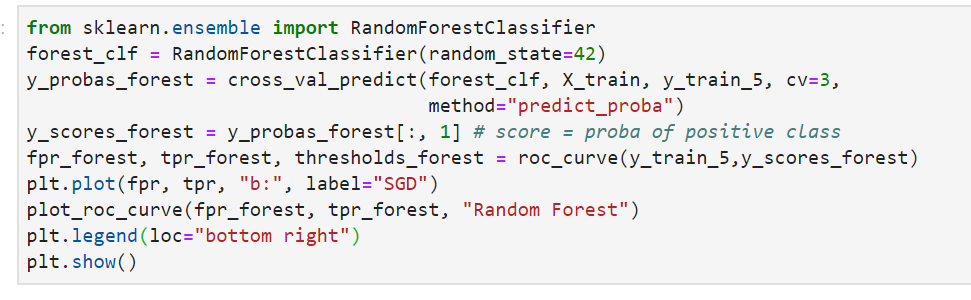 from sklearn.ensemble import RandomForestClassifier
forest_clf = RandomForestClassifier(random_state=42)
y_probas_forest = cross_val_predict(forest_clf, X_train, y_train_5, cv=3,
                                    method="predict_proba")
y_scores_forest = y_probas_forest[:, 1] # score = proba of positive class
fpr_forest, tpr_forest, thresholds_forest = roc_curve(y_train_5,y_scores_forest)
plt.plot(fpr, tpr, "b:", label="SGD")
plot_roc_curve(fpr_forest, tpr_forest, "Random Forest")
plt.legend(loc="bottom right")
plt.show()